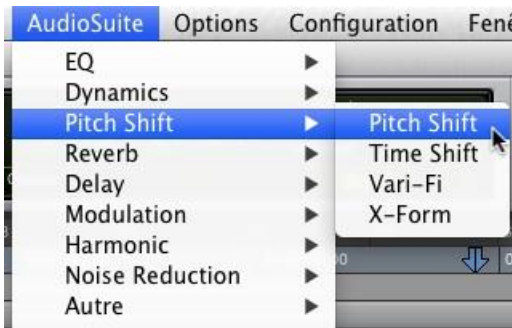 AudioSuite Options Configuration Fenê
EQ
Dynamics
Pitch Shift
Reverb
Delay
Modulation
Harmonic
Noise Reduction
Autre
Pitch Shift
Time Shift
Vari-Fi
X-Form